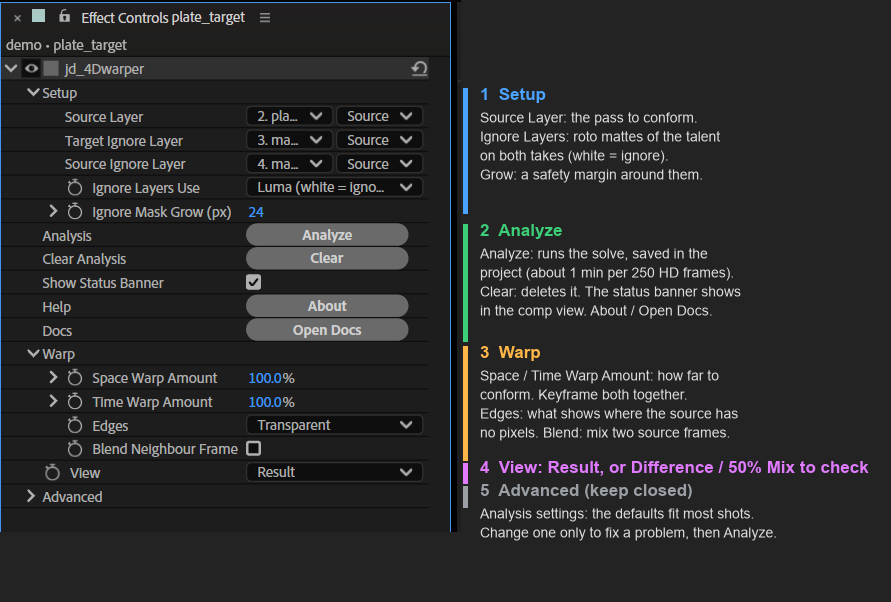 × Effect Controls plate_target ≡
demo • plate_target
jd_4Dwarper
Setup
Source Layer 2. pla... Source
Target Ignore Layer 3. ma... Source
Source Ignore Layer 4. ma... Source
Ignore Layers Use Luma (white = igno...
Ignore Mask Grow (px) 24
Analysis Analyze
Clear Analysis Clear
Show Status Banner
Help About
Docs Open Docs
Warp
Space Warp Amount 100.0%
Time Warp Amount 100.0%
Edges Transparent
Blend Neighbour Frame
View Result
Advanced
1 Setup
Source Layer: the pass to conform.
Ignore Layers: roto mattes of the talent
on both takes (white = ignore).
Grow: a safety margin around them.
2 Analyze
Analyze: runs the solve, saved in the
project (about 1 min per 250 HD frames).
Clear: deletes it. The status banner shows
in the comp view. About / Open Docs.
3 Warp
Space / Time Warp Amount: how far to
conform. Keyframe both together.
Edges: what shows where the source has
no pixels. Blend: mix two source frames.
4 View: Result, or Difference / 50% Mix to check
5 Advanced (keep closed)
Analysis settings: the defaults fit most shots.
Change one only to fix a problem, then Analyze.